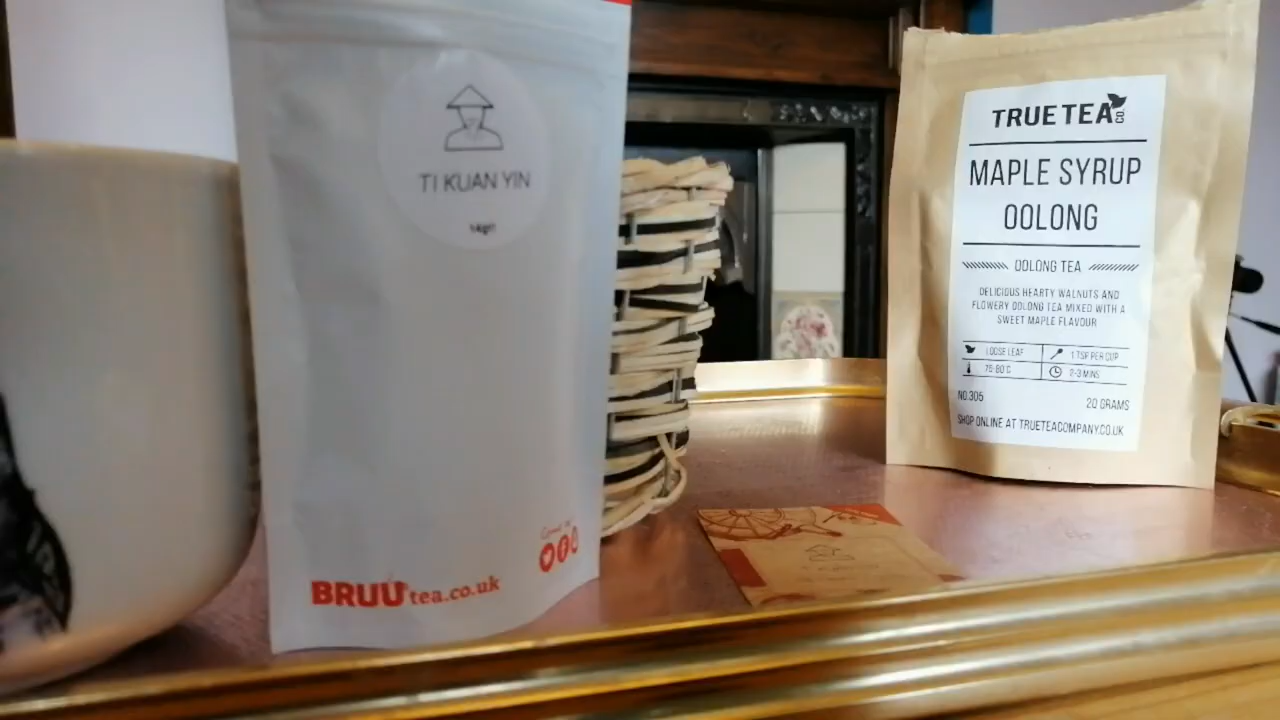 TI KUAN YIN
14g℮
BRUU tea.co.uk
TRUE TEA CO.
MAPLE SYRUP
OOLONG
OOLONG TEA
DELICIOUS HEARTY WALNUTS AND
FLOWERY OOLONG TEA MIXED WITH A
SWEET MAPLE FLAVOUR
LOOSE LEAF
1 TSP PER CUP
75-80°C
2-3 MINS
NO.305
20 GRAMS
SHOP ONLINE AT TRUETEACOMPANY.CO.UK